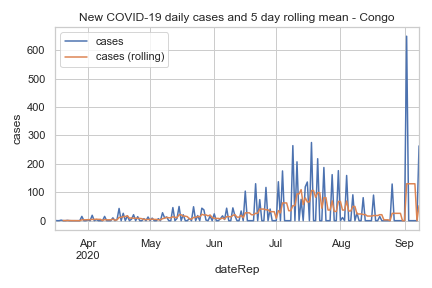 New COVID-19 daily cases and 5 day rolling mean - Congo
cases
cases (rolling)
600
500
400
300
200
100
0
cases
Apr
2020
May
Jun
Jul
Aug
Sep
dateRep